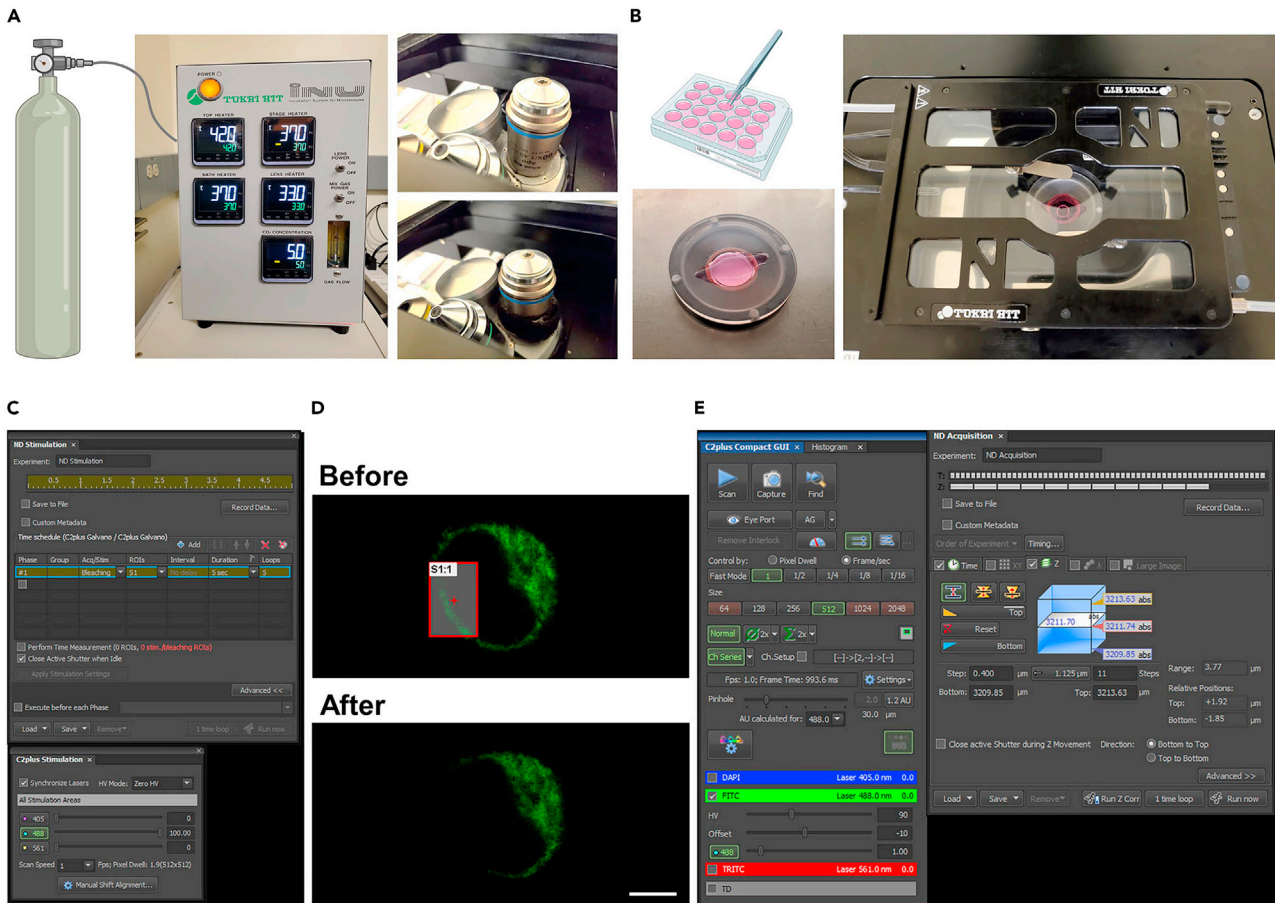 A
POWER
TOKAI HIT
iNU
Incubation System for Microscopes
TOP HEATER
STAGE HEATER
42.0
42.0
37.0
37.0
LENS POWER
ON
OFF
BATH HEATER
LENS HEATER
37.0
37.0
33.0
33.0
MIX GAS POWER
ON
OFF
CO₂ CONCENTRATION
5.0
5.0
GAS FLOW
B
TOKAI HIT
TOKAI HIT
C
ND Stimulation
Experiment: ND Stimulation
0.5 1 1.5 2 2.5 3 3.5 4 4.5
Save to File
Record Data...
Custom Metadata
Time schedule (C2plus Galvano / C2plus Galvano)
Add
Phase Group Acq/Stim ROIs Interval Duration Loops
#1 Bleaching S1 No delay 5 sec 5
Perform Time Measurement (0 ROIs, 0 stim./bleaching ROIs)
Close Active Shutter when Idle
Apply Stimulation Settings
Advanced <<
Execute before each Phase
Load Save Remove 1 time loop Run now
C2plus Stimulation
Synchronize Lasers HV Mode: Zero HV
All Stimulation Areas
405 0
488 100.00
561 0
Scan Speed 1 Fps; Pixel Dwell: 1.9(512x512)
Manual Shift Alignment...
D
Before
S1:1
After
E
C2plus Compact GUI
Histogram
Scan Capture Find
Eye Port AG
Remove Interlock
Control by: Pixel Dwell Frame/sec
Fast Mode 1 1/2 1/4 1/8 1/16
Size
64 128 256 512 1024 2048
Normal 2x 2x
Ch Series Ch.Setup [--]->[2,--]->[--]
Fps: 1.0; Frame Time: 993.6 ms Settings
Pinhole 2.0 1.2 AU
AU calculated for: 488.0 30.0 µm
DAPI Laser 405.0 nm 0.0
FITC Laser 488.0 nm 0.0
HV 90
Offset -10
488 1.00
TRITC Laser 561.0 nm 0.0
TD
ND Acquisition
Experiment: ND Acquisition
T:
Z:
Save to File
Record Data...
Custom Metadata
Order of Experiment Timing...
Time XY Z λ Large Image
Top
Reset
Bottom
3213.63 abs
3211.70 abs
3211.74 abs
3209.85 abs
Step: 0.400 µm 1.125 µm 11 Steps
Bottom: 3209.85 µm Top: 3213.63 µm
Range: 3.77 µm
Relative Positions:
Top: +1.92 µm
Bottom: -1.85 µm
Close active Shutter during Z Movement Direction: Bottom to Top
Top to Bottom
Advanced >>
Load Save Remove Run Z Corr 1 time loop Run now